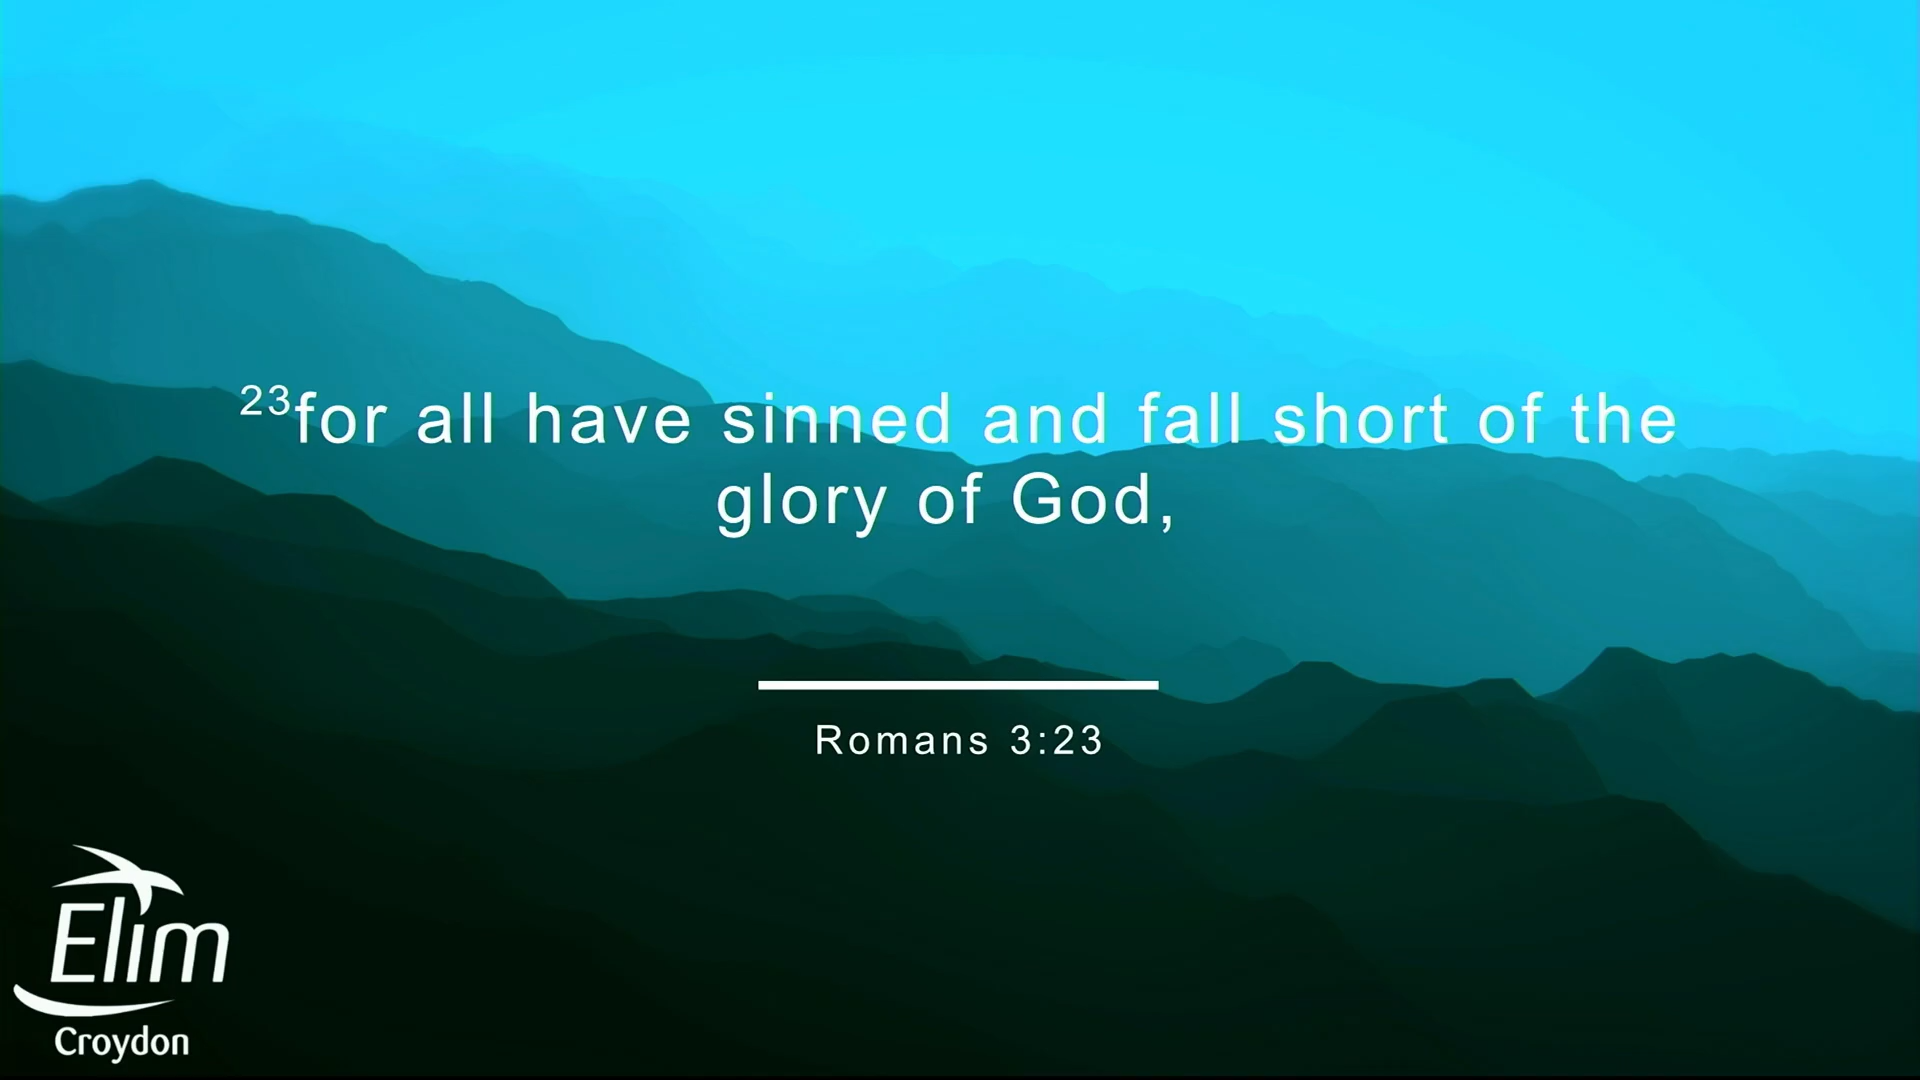 23for all have sinned and fall short of the
glory of God,
Romans 3:23
Elim
Croydon